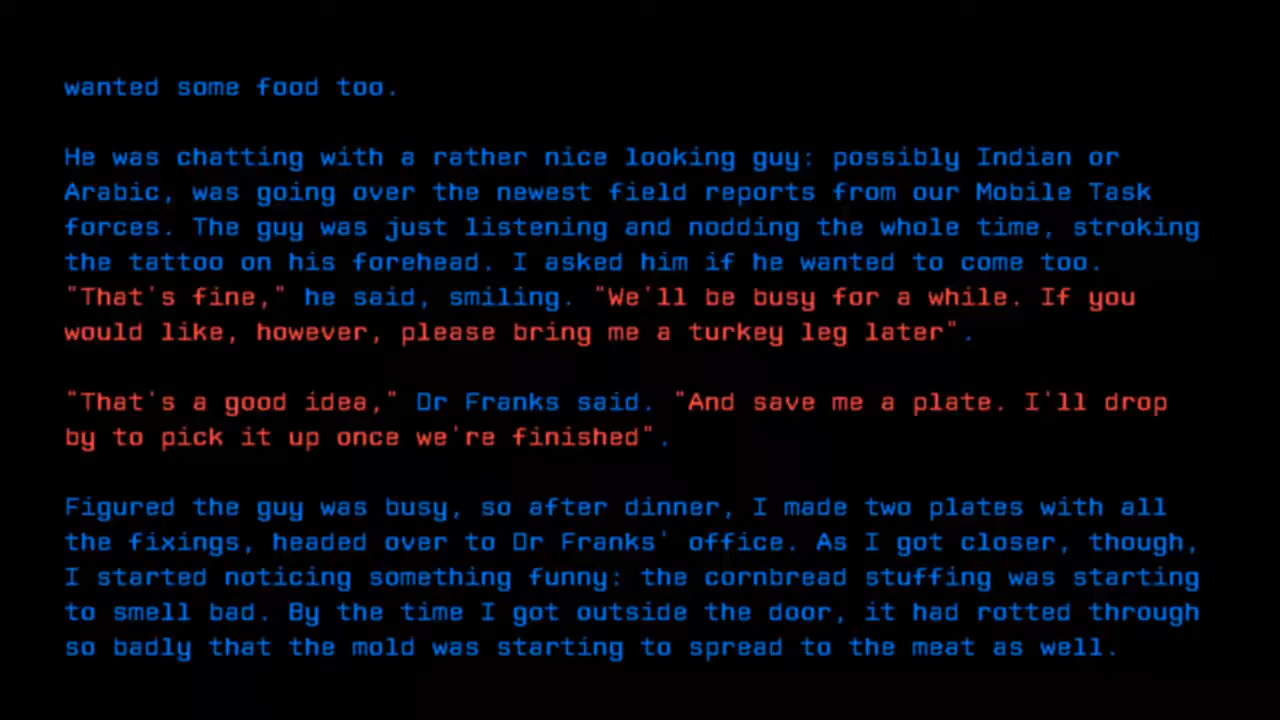 wanted some food too.
He was chatting with a rather nice looking guy: possibly Indian or
Arabic, was going over the newest field reports from our Mobile Task
forces. The guy was just listening and nodding the whole time, stroking
the tattoo on his forehead. I asked him if he wanted to come too.
"That's fine," he said, smiling. "We'll be busy for a while. If you
would like, however, please bring me a turkey leg later".
"That's a good idea," Dr Franks said. "And save me a plate. I'll drop
by to pick it up once we're finished".
Figured the guy was busy, so after dinner, I made two plates with all
the fixings, headed over to Dr Franks' office. As I got closer, though,
I started noticing something funny: the cornbread stuffing was starting
to smell bad. By the time I got outside the door, it had rotted through
so badly that the mold was starting to spread to the meat as well.